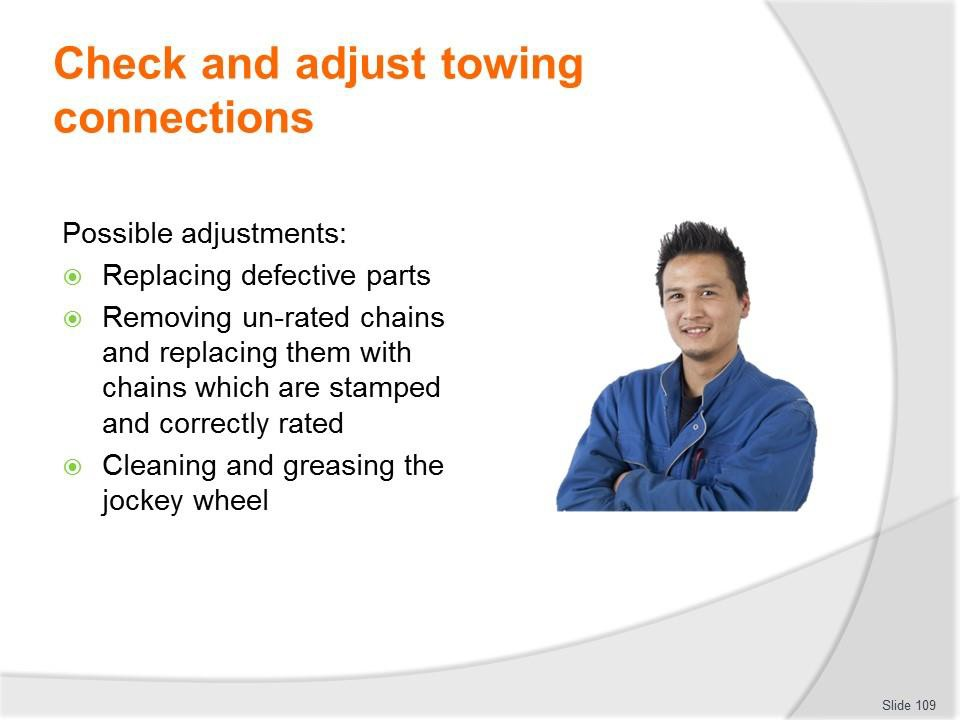 Check and adjust towing
connections
Possible adjustments:
Replacing defective parts
Removing un-rated chains
and replacing them with
chains which are stamped
and correctly rated
Cleaning and greasing the
jockey wheel
Slide 109